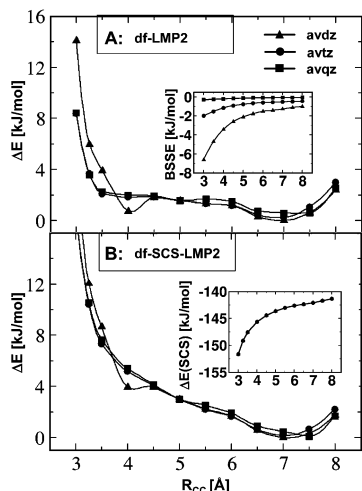 16
A: df-LMP2
avdz
avtz
avqz
12
ΔE [kJ/mol]
8
4
0
BSSE [kJ/mol]
0
-2
-4
-6
-8
3 4 5 6 7 8
B: df-SCS-LMP2
12
ΔE [kJ/mol]
8
4
0
ΔE(SCS) [kJ/mol]
-140
-145
-150
-155
3 4 5 6 7 8
3 4 5 6 7 8
R_CC [Å]